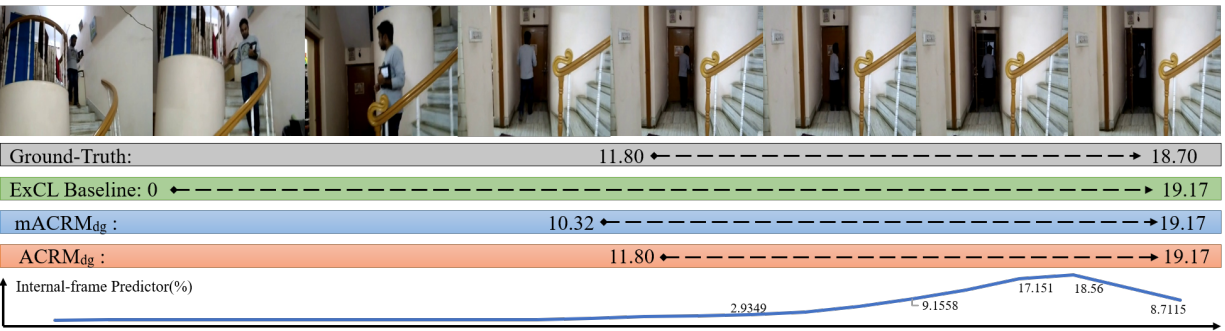 Ground-Truth: 11.80 18.70
ExCL Baseline: 0 19.17
mACRMdg : 10.32 19.17
ACRMdg : 11.80 19.17
Internal-frame Predictor(%)
2.9349 9.1558 17.151 18.56 8.7115